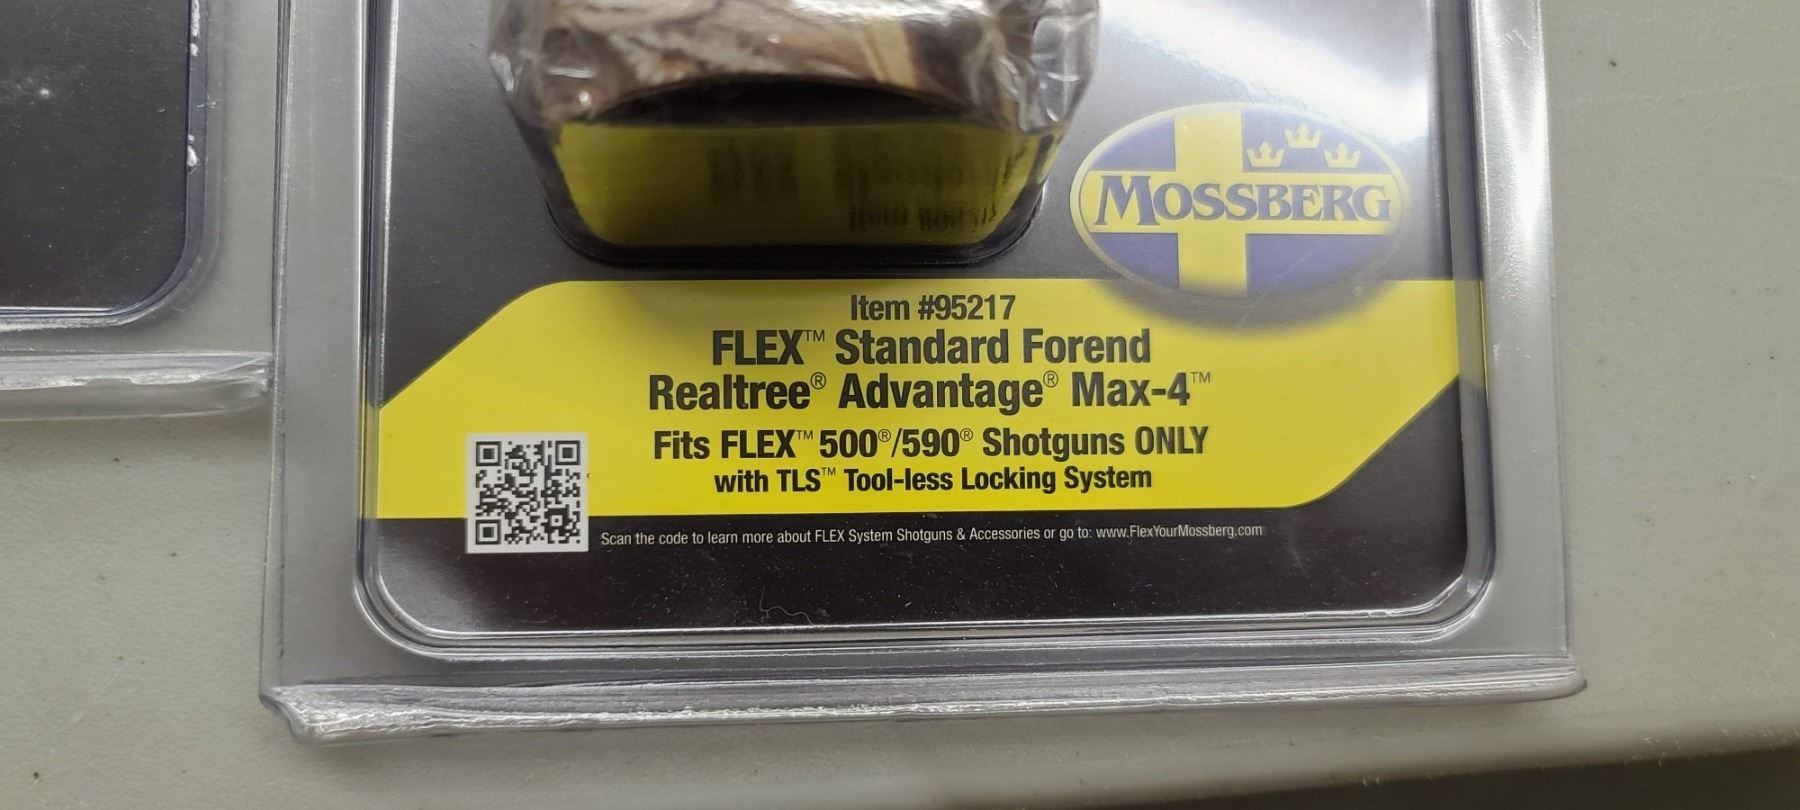 MOSSBERG
Item #95217
FLEX™ Standard Forend
Realtree® Advantage® Max-4™
Fits FLEX™ 500®/590® Shotguns ONLY
with TLS™ Tool-less Locking System
Scan the code to learn more about FLEX System Shotguns & Accessories or go to: www.FlexYourMossberg.com